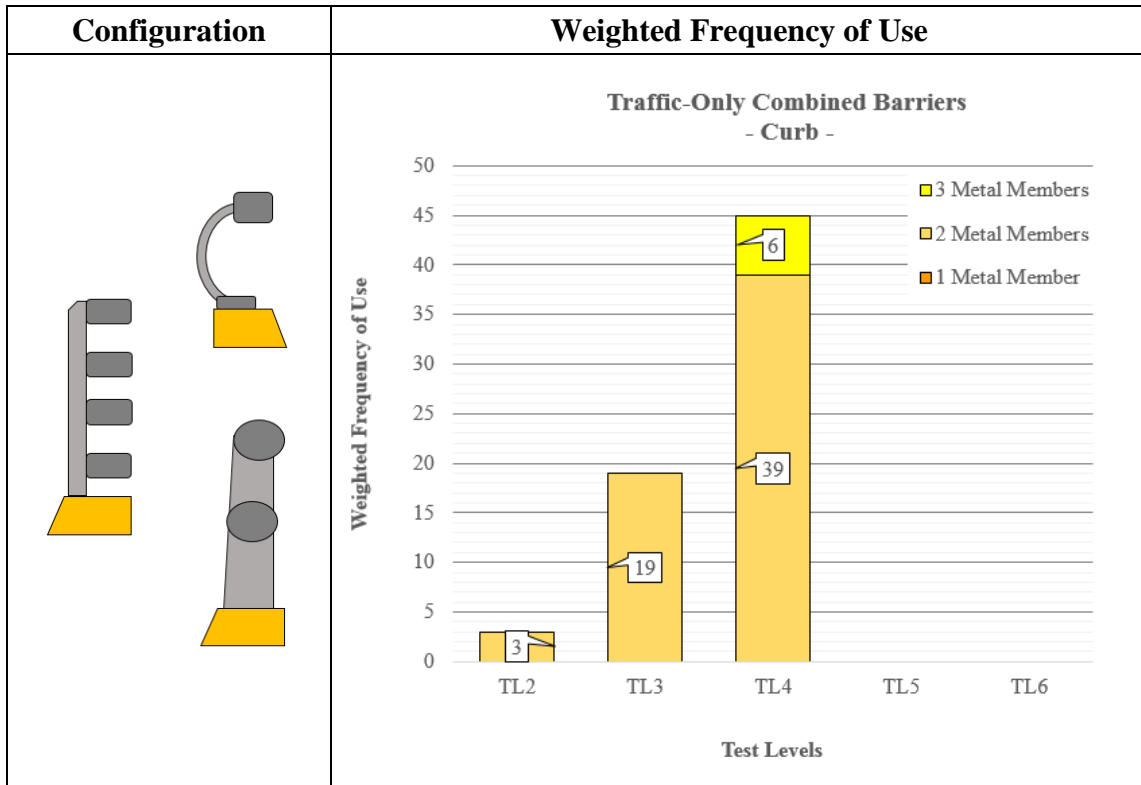 Configuration
Weighted Frequency of Use
Traffic-Only Combined Barriers
- Curb -
Weighted Frequency of Use
50
45
40
35
30
25
20
15
10
5
0
3 Metal Members
2 Metal Members
1 Metal Member
3
19
6
39
TL2
TL3
TL4
TL5
TL6
Test Levels